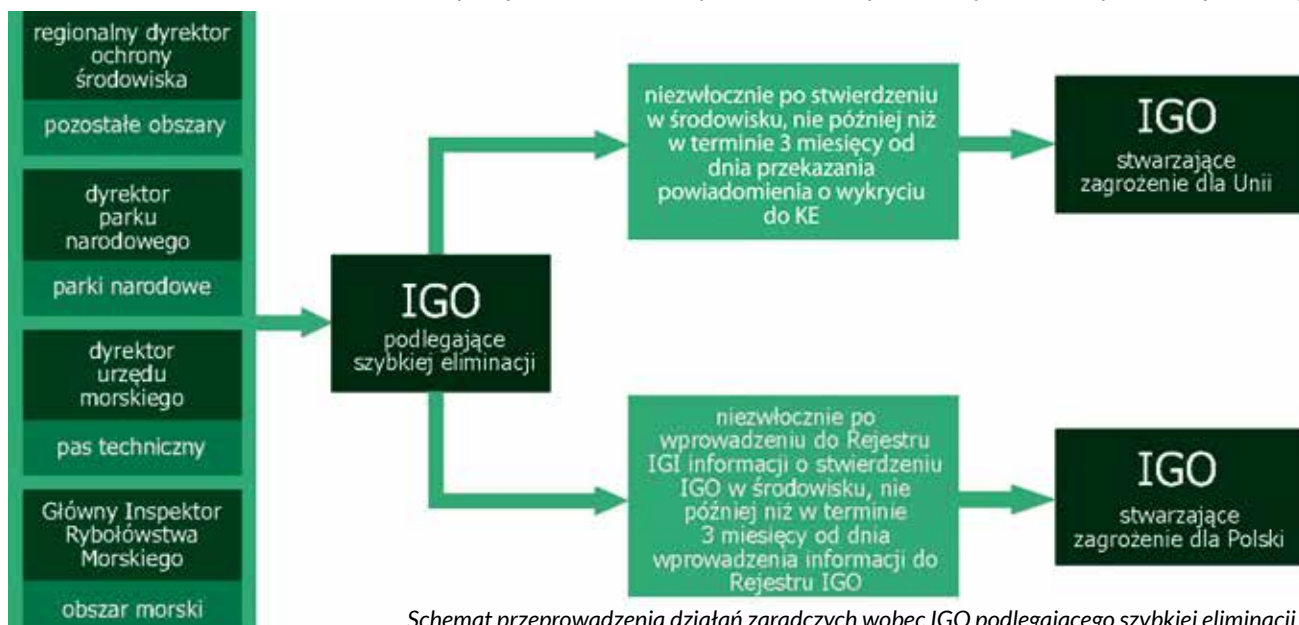 regionalny dyrektor
ochrony
środowiska
pozostałe obszary
dyrektor
parku
narodowego
parki narodowe
dyrektor
urzędu
morskiego
pas techniczny
Główny Inspektor
Rybołówstwa
Morskiego
obszar morski
IGO
podlegające
szybkiej eliminacji
niezwłocznie po stwierdzeniu
w środowisku, nie później niż
w terminie 3 miesięcy od
dnia przekazania
powiadomienia o wykryciu
do KE
IGO
stwarzające
zagrożenie dla Unii
niezwłocznie po
wprowadzeniu do Rejestru
IGI informacji o stwierdzeniu
IGO w środowisku, nie
później niż w terminie
3 miesięcy od dnia
wprowadzenia informacji do
Rejestru IGO
IGO
stwarzające
zagrożenie dla Polski
Schemat przeprowadzenia działań zaradczych wobec IGO podlegającego szybkiej eliminacji